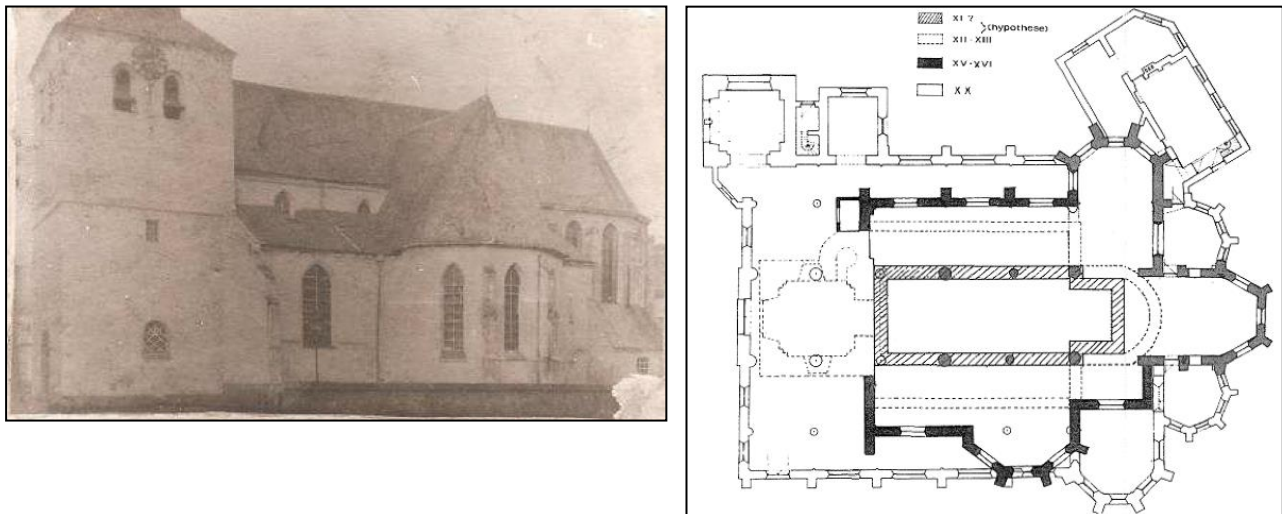 XI ?
(hypothese)
XII - XIII
XV - XVI
XX